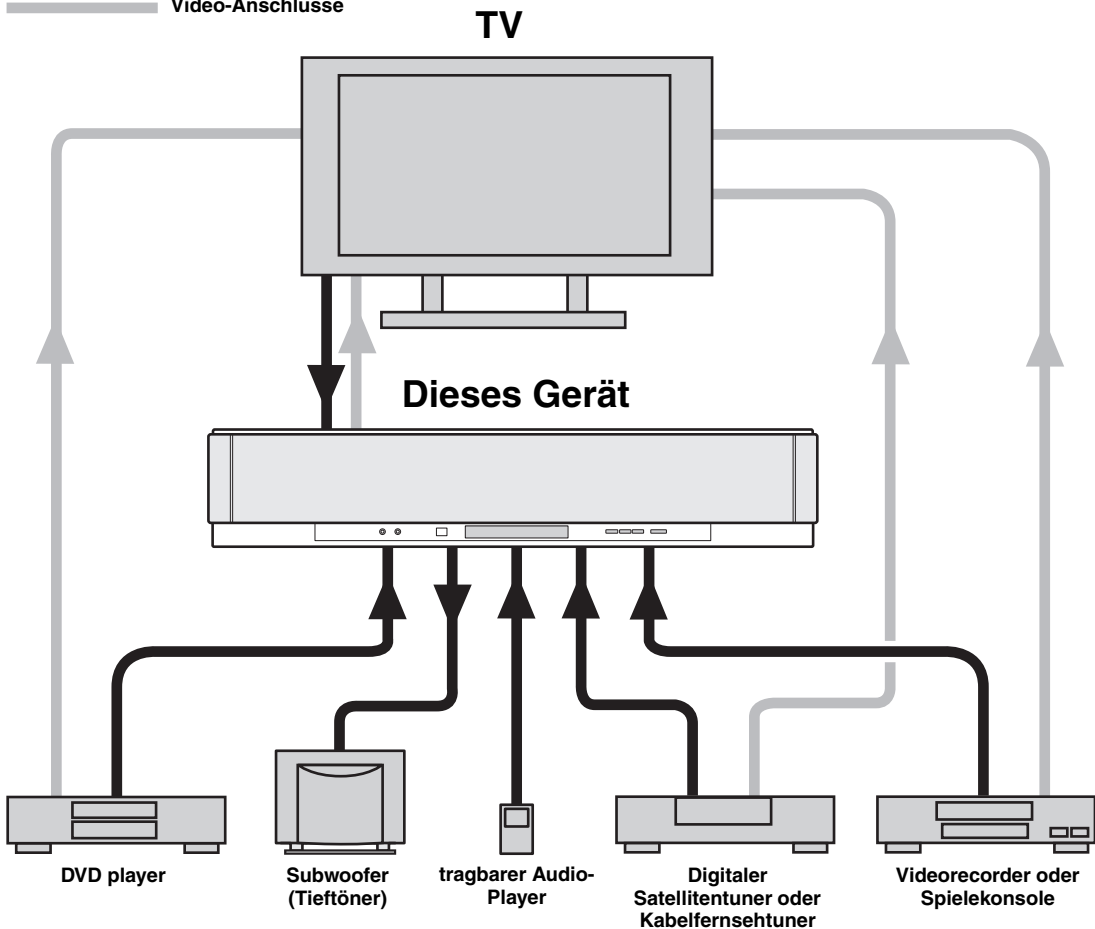 Video-Anschlüsse
TV
Dieses Gerät
DVD player
Subwoofer
(Tieftöner)
tragbarer Audio-
Player
Digitaler
Satellitentuner oder
Kabelfernsehtuner
Videorecorder oder
Spielekonsole